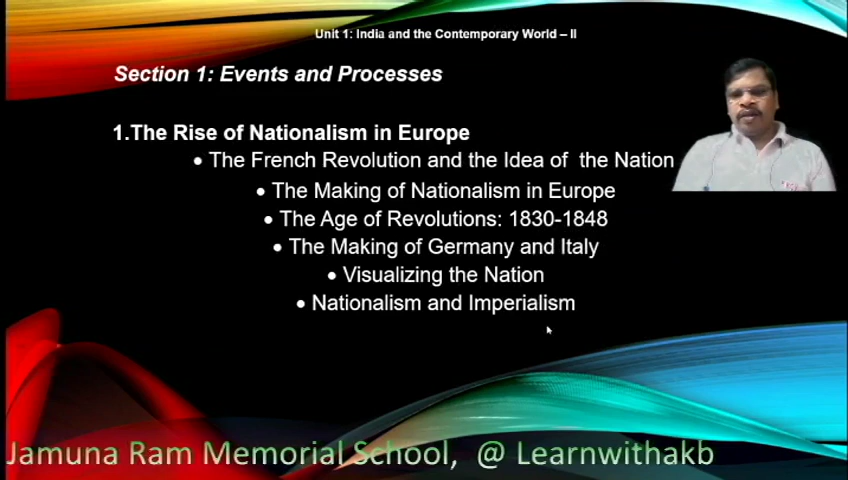 Unit 1: India and the Contemporary World – II
Section 1: Events and Processes
1.The Rise of Nationalism in Europe
• The French Revolution and the Idea of the Nation
• The Making of Nationalism in Europe
• The Age of Revolutions: 1830-1848
• The Making of Germany and Italy
• Visualizing the Nation
• Nationalism and Imperialism
Jamuna Ram Memorial School, @ Learnwithakb